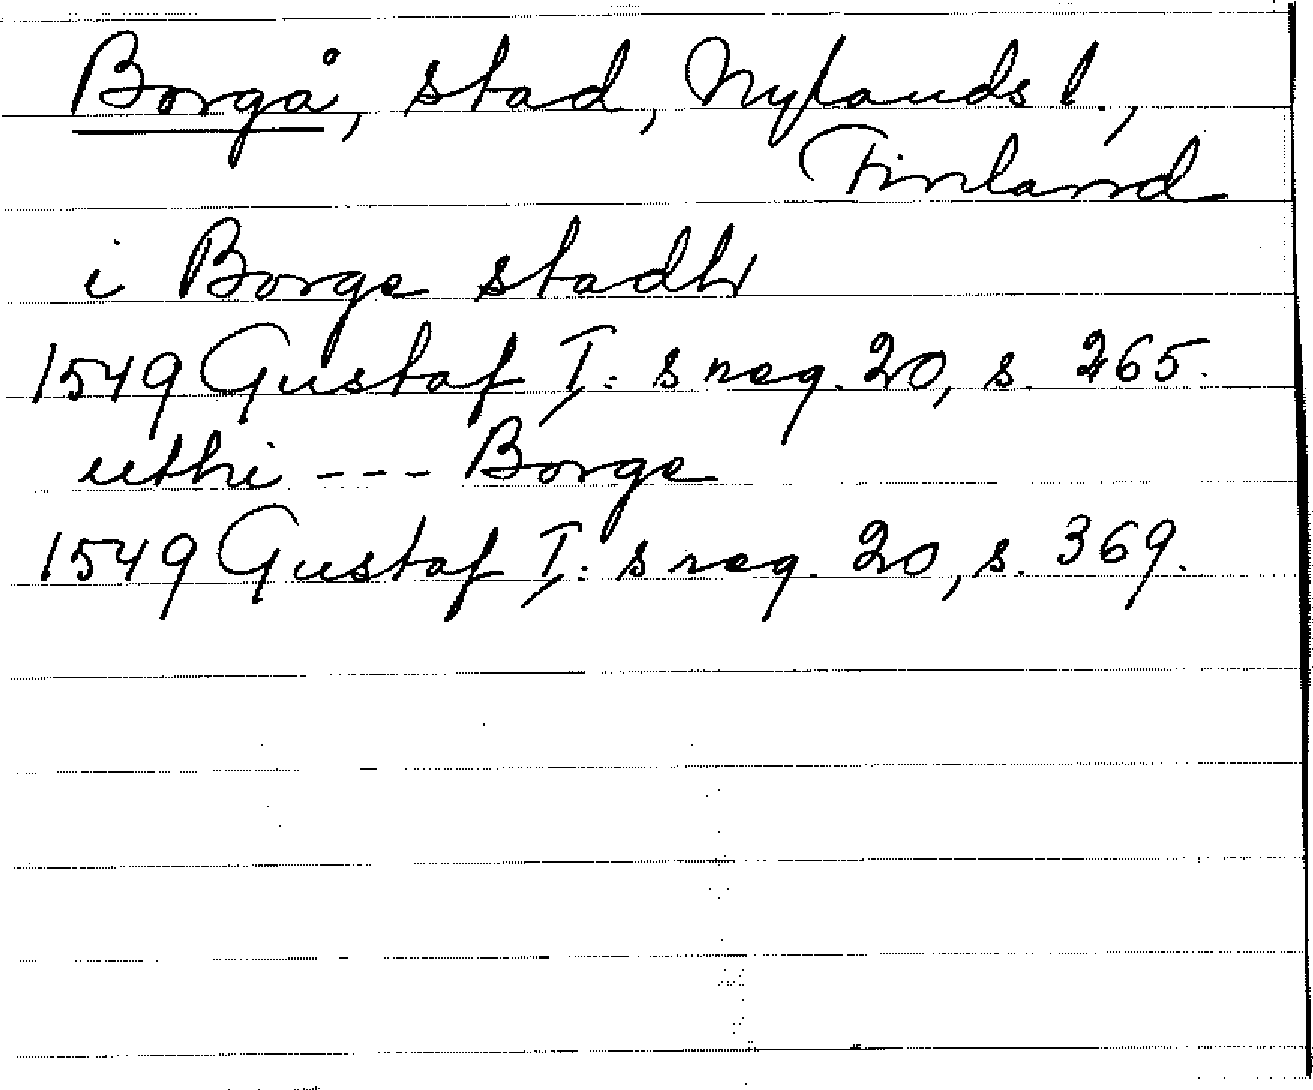 Borgå, stad, Nylands l.,
Finland
i Borge stadh
1549 Gustaf I: s reg. 20, s. 265.
uthi --- Borge
1549 Gustaf I: s reg. 20, s. 369.